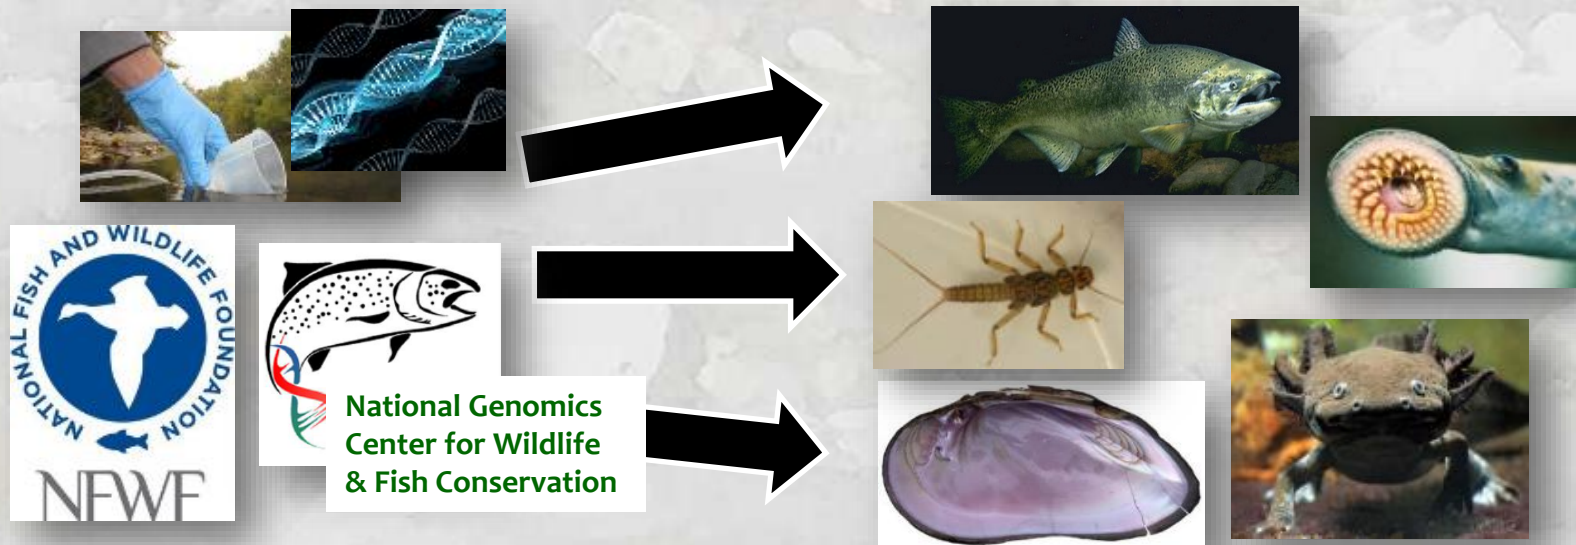 NATIONAL FISH AND WILDLIFE FOUNDATION
NFWF
National Genomics
Center for Wildlife
& Fish Conservation